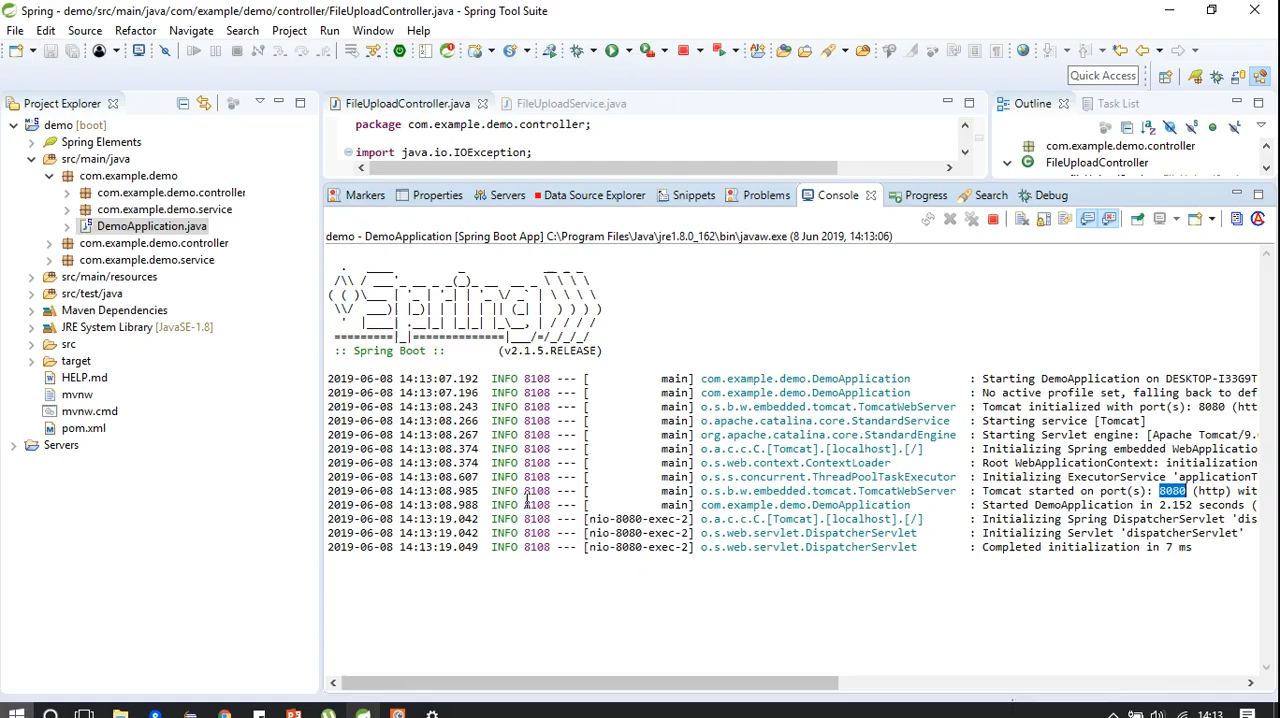 Spring - demo/src/main/java/com/example/demo/controller/FileUploadController.java - Spring Tool Suite
File Edit Source Refactor Navigate Search Project Run Window Help
Quick Access
Project Explorer
FileUploadController.java FileUploadService.java
Outline Task List
demo [boot]
Spring Elements
src/main/java
com.example.demo
com.example.demo.controller
com.example.demo.service
DemoApplication.java
com.example.demo.controller
com.example.demo.service
src/main/resources
src/test/java
Maven Dependencies
JRE System Library [JavaSE-1.8]
src
target
HELP.md
mvnw
mvnw.cmd
pom.xml
Servers
package com.example.demo.controller;
import java.io.IOException;
com.example.demo.controller
FileUploadController
Markers Properties Servers Data Source Explorer Snippets Problems Console Progress Search Debug
demo - DemoApplication [Spring Boot App] C:\Program Files\Java\jre1.8.0_162\bin\javaw.exe (8 Jun 2019, 14:13:06)
:: Spring Boot :: (v2.1.5.RELEASE)
2019-06-08 14:13:07.192 INFO 8108 --- [ main] com.example.demo.DemoApplication : Starting DemoApplication on DESKTOP-I33G9T
2019-06-08 14:13:07.196 INFO 8108 --- [ main] com.example.demo.DemoApplication : No active profile set, falling back to def
2019-06-08 14:13:08.243 INFO 8108 --- [ main] o.s.b.w.embedded.tomcat.TomcatWebServer : Tomcat initialized with port(s): 8080 (htt
2019-06-08 14:13:08.266 INFO 8108 --- [ main] o.apache.catalina.core.StandardService : Starting service [Tomcat]
2019-06-08 14:13:08.267 INFO 8108 --- [ main] org.apache.catalina.core.StandardEngine : Starting Servlet engine: [Apache Tomcat/9.
2019-06-08 14:13:08.374 INFO 8108 --- [ main] o.a.c.c.C.[Tomcat].[localhost].[/] : Initializing Spring embedded WebApplication
2019-06-08 14:13:08.374 INFO 8108 --- [ main] o.s.web.context.ContextLoader : Root WebApplicationContext: initialization
2019-06-08 14:13:08.607 INFO 8108 --- [ main] o.s.s.concurrent.ThreadPoolTaskExecutor : Initializing ExecutorService 'applicationT
2019-06-08 14:13:08.985 INFO 8108 --- [ main] o.s.b.w.embedded.tomcat.TomcatWebServer : Tomcat started on port(s): 8080 (http) wit
2019-06-08 14:13:08.988 INFO 8108 --- [ main] com.example.demo.DemoApplication : Started DemoApplication in 2.152 seconds (
2019-06-08 14:13:19.042 INFO 8108 --- [nio-8080-exec-2] o.a.c.c.C.[Tomcat].[localhost].[/] : Initializing Spring DispatcherServlet 'dis
2019-06-08 14:13:19.042 INFO 8108 --- [nio-8080-exec-2] o.s.web.servlet.DispatcherServlet : Initializing Servlet 'dispatcherServlet'
2019-06-08 14:13:19.049 INFO 8108 --- [nio-8080-exec-2] o.s.web.servlet.DispatcherServlet : Completed initialization in 7 ms
14:13